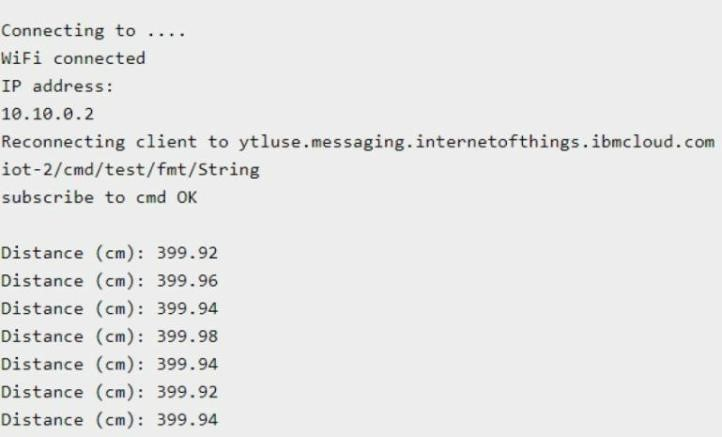 Connecting to ....
WiFi connected
IP address:
10.10.0.2
Reconnecting client to ytluse.messaging.internetofthings.ibmcloud.com
iot-2/cmd/test/fmt/String
subscribe to cmd OK
Distance (cm): 399.92
Distance (cm): 399.96
Distance (cm): 399.94
Distance (cm): 399.98
Distance (cm): 399.94
Distance (cm): 399.92
Distance (cm): 399.94